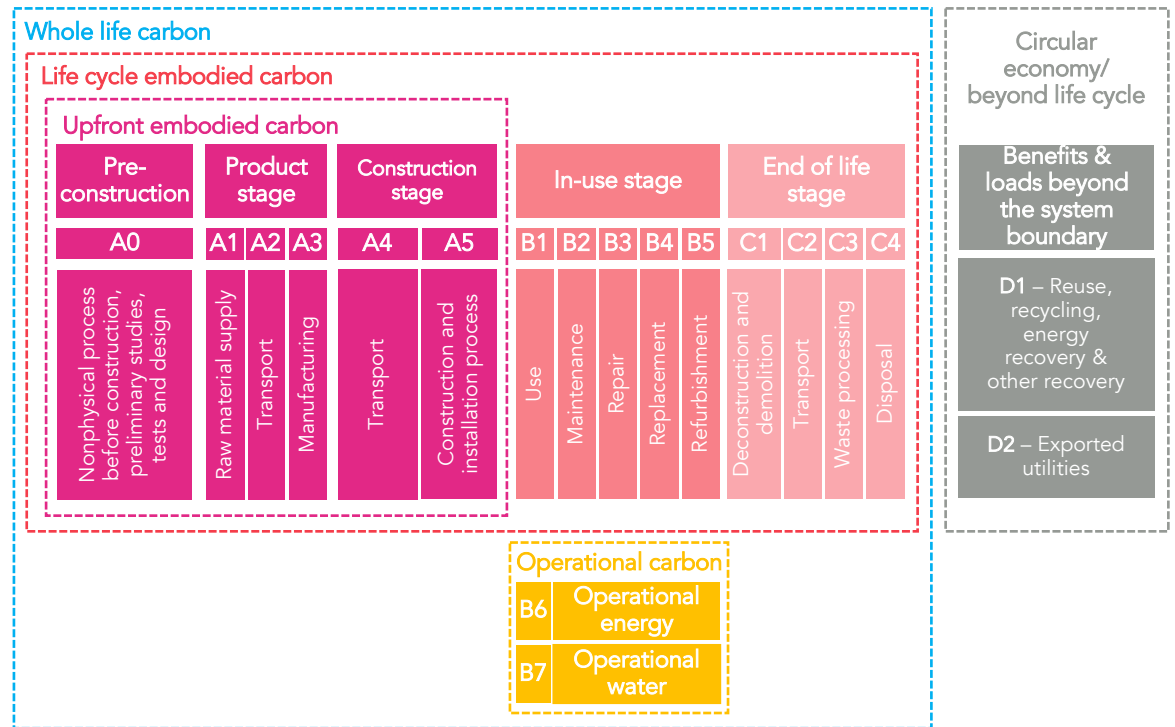 Whole life carbon
Life cycle embodied carbon
Upfront embodied carbon
Pre-
construction
Product
stage
Construction
stage
In-use stage
End of life
stage
A0
A1
A2
A3
A4
A5
B1
B2
B3
B4
B5
C1
C2
C3
C4
Nonphysical process
before construction,
preliminary studies,
tests and design
Raw material supply
Transport
Manufacturing
Transport
Construction and
installation process
Use
Maintenance
Repair
Replacement
Refurbishment
Deconstruction and
demolition
Transport
Waste processing
Disposal
Operational carbon
B6
Operational
energy
B7
Operational
water
Circular
economy/
beyond life cycle
Benefits &
loads beyond
the system
boundary
D1 – Reuse,
recycling,
energy
recovery &
other recovery
D2 – Exported
utilities